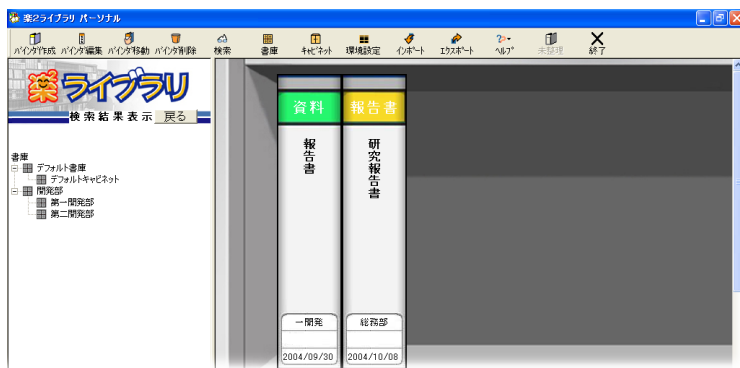 楽2ライブラリ パーソナル
バインダ作成 バインダ編集 バインダ移動 バインダ削除 検索 書庫 キャビネット 環境設定 インポート エクスポート ヘルプ 未整理 終了
楽ライブラリ
検索結果表示 戻る
書庫
デフォルト書庫
デフォルトキャビネット
開発部
第一開発部
第二開発部
資料
報告書
一開発
2004/09/30
報告書
研究報告書
総務部
2004/10/08